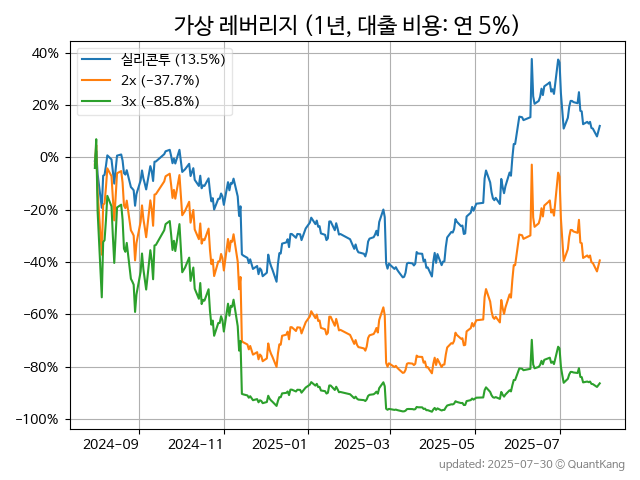 가상 레버리지 (1년, 대출 비용: 연 5%)
실리콘투 (13.5%)
2x (−37.7%)
3x (−85.8%)
40%
20%
0%
−20%
−40%
−60%
−80%
−100%
2024-09 2024-11 2025-01 2025-03 2025-05 2025-07
updated: 2025-07-30 © QuantKang